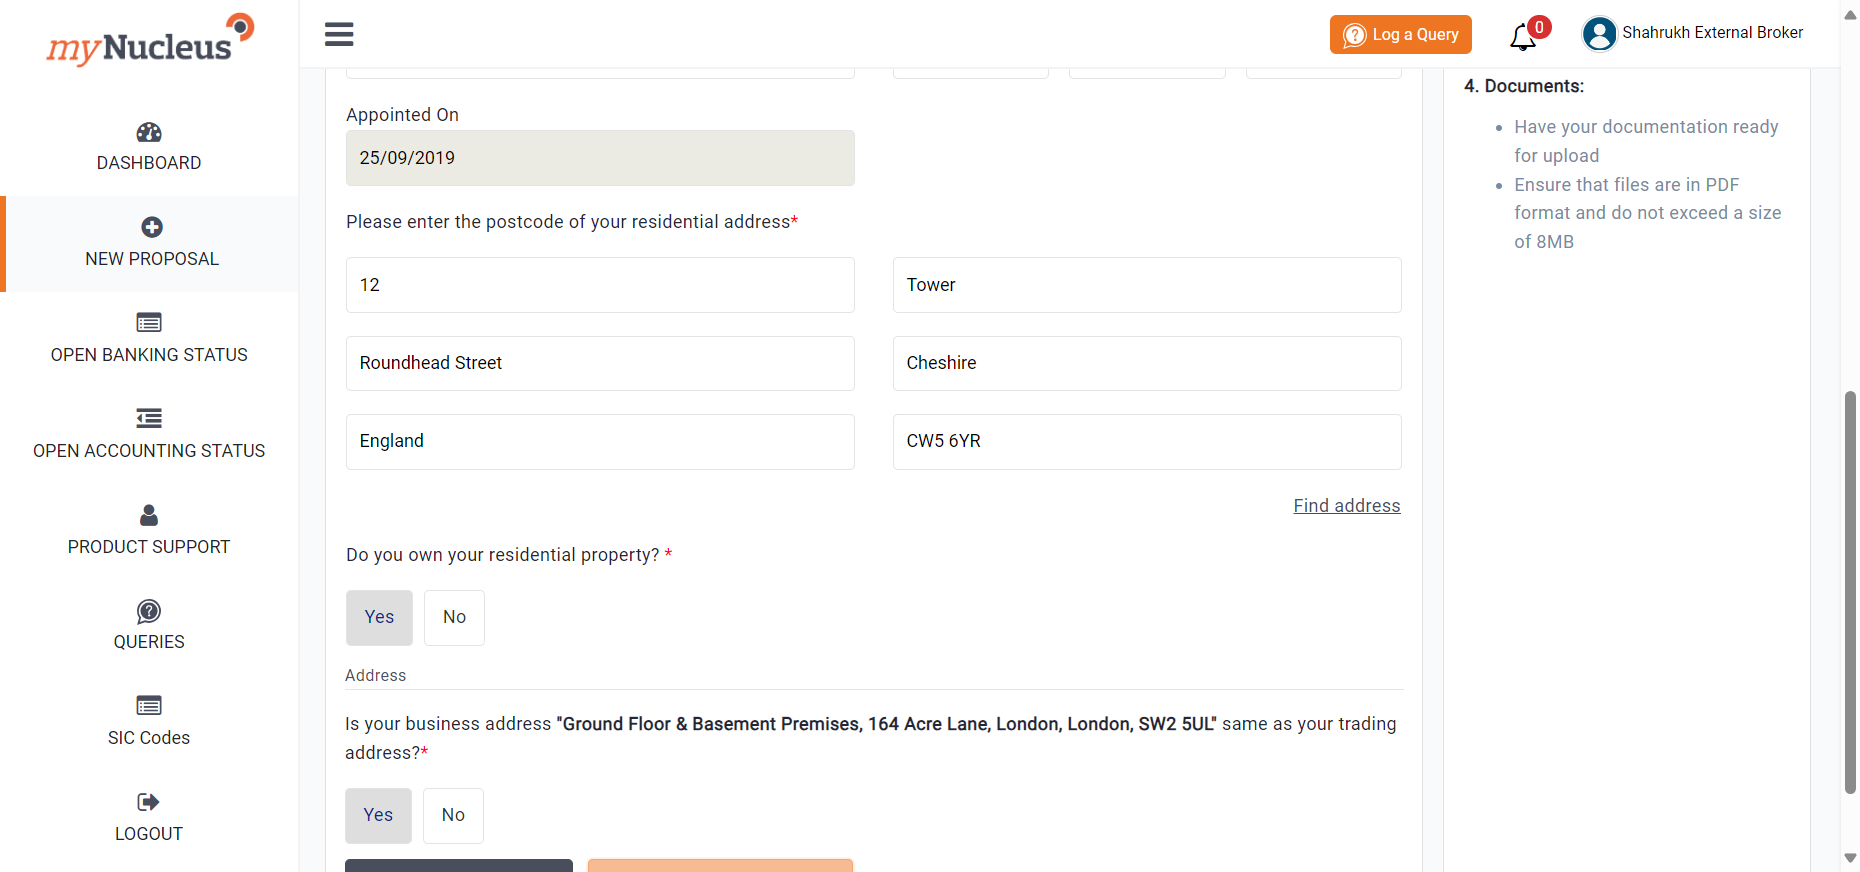 myNucleus
Log a Query
0
Shahrukh External Broker
DASHBOARD
NEW PROPOSAL
OPEN BANKING STATUS
OPEN ACCOUNTING STATUS
PRODUCT SUPPORT
QUERIES
SIC Codes
LOGOUT
Appointed On
25/09/2019
Please enter the postcode of your residential address*
12
Tower
Roundhead Street
Cheshire
England
CW5 6YR
Find address
Do you own your residential property? *
Yes
No
Address
Is your business address "Ground Floor & Basement Premises, 164 Acre Lane, London, London, SW2 5UL" same as your trading
address?*
Yes
No
4. Documents:
Have your documentation ready
for upload
Ensure that files are in PDF
format and do not exceed a size
of 8MB